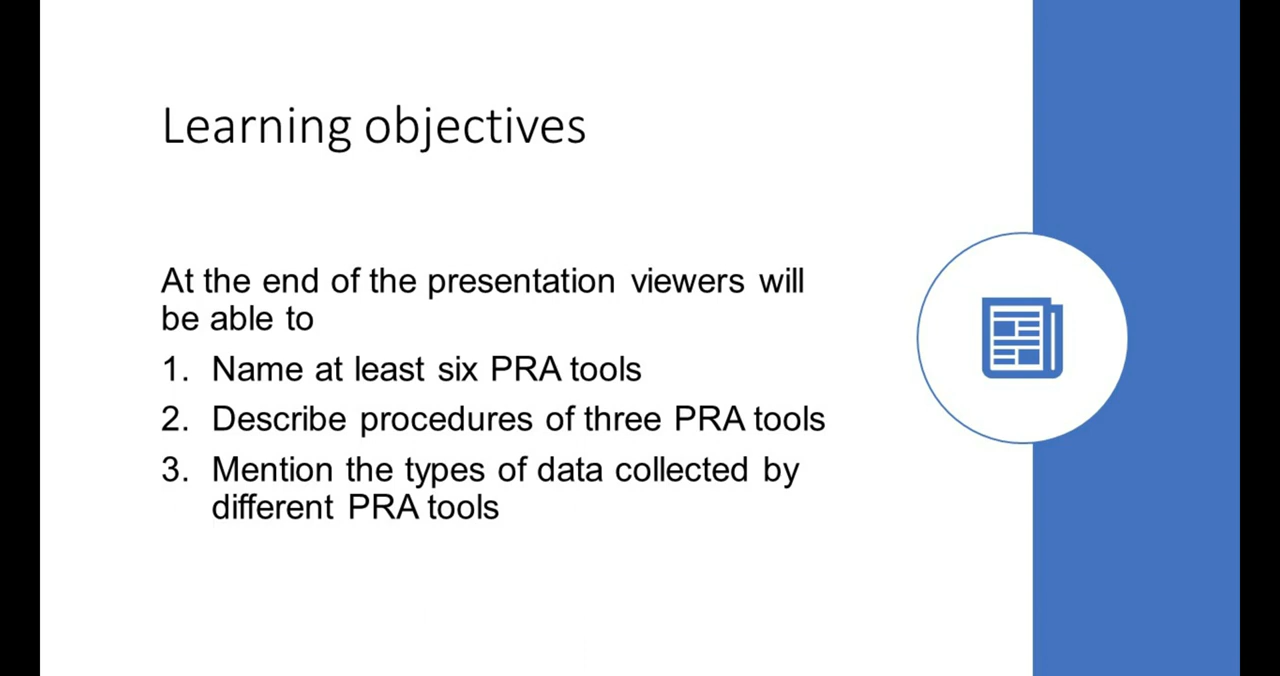 Learning objectives
At the end of the presentation viewers will
be able to
1. Name at least six PRA tools
2. Describe procedures of three PRA tools
3. Mention the types of data collected by
different PRA tools